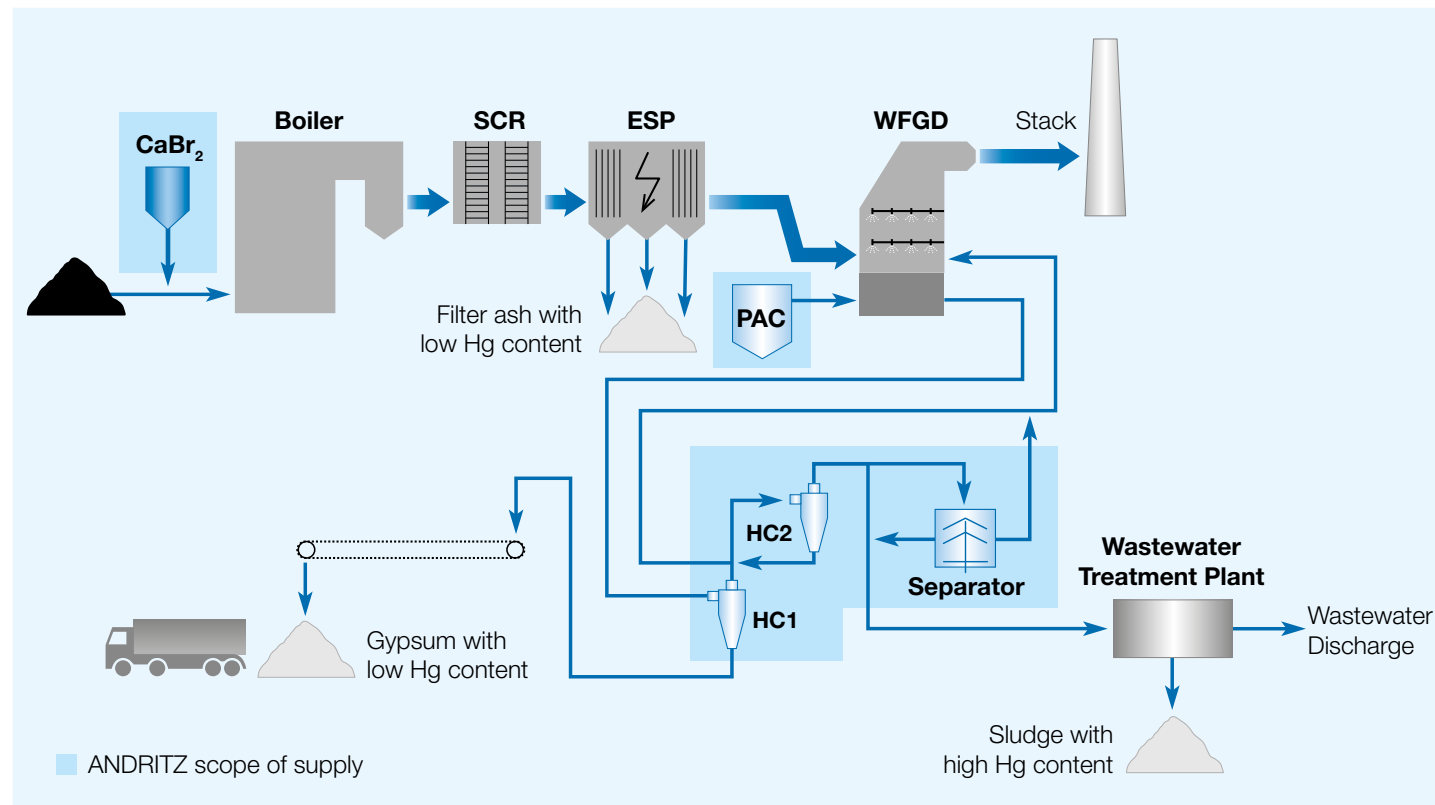 Boiler
SCR
ESP
WFGD
Stack
CaBr₂
Filter ash with
low Hg content
PAC
HC2
HC1
Separator
Wastewater
Treatment Plant
Wastewater
Discharge
Gypsum with
low Hg content
Sludge with
high Hg content
ANDRITZ scope of supply